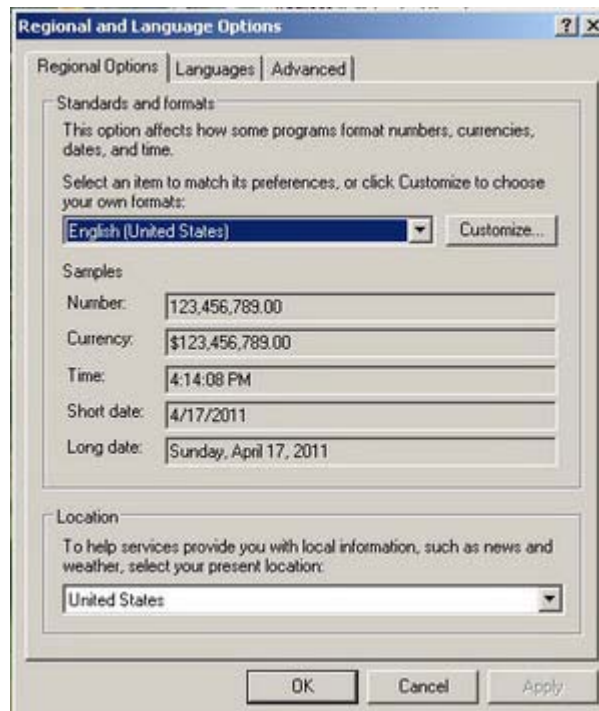 Regional and Language Options
Regional Options Languages Advanced
Standards and formats
This option affects how some programs format numbers, currencies,
dates, and time.
Select an item to match its preferences, or click Customize to choose
your own formats:
English (United States) Customize...
Samples
Number: 123,456,789.00
Currency: $123,456,789.00
Time: 4:14:08 PM
Short date: 4/17/2011
Long date: Sunday, April 17, 2011
Location
To help services provide you with local information, such as news and
weather, select your present location:
United States
OK Cancel Apply